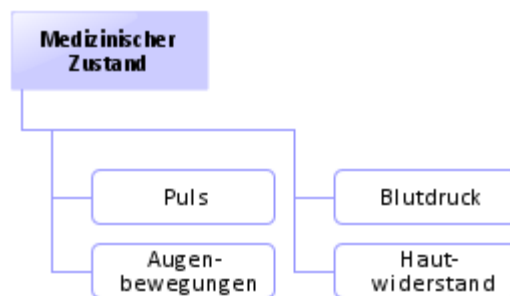 Medizinischer
Zustand
Puls
Blutdruck
Augen-
bewegungen
Haut-
widerstand